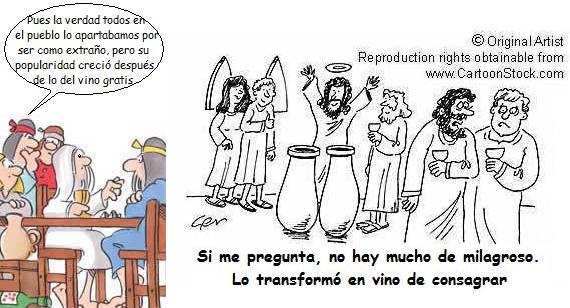 Pues la verdad todos en
el pueblo lo apartabamos por
ser como extraño, pero su
popularidad creció después
de lo del vino gratis.
© Original Artist
Reproduction rights obtainable from
www.CartoonStock.com
Si me pregunta, no hay mucho de milagroso.
Lo transformó en vino de consagrar